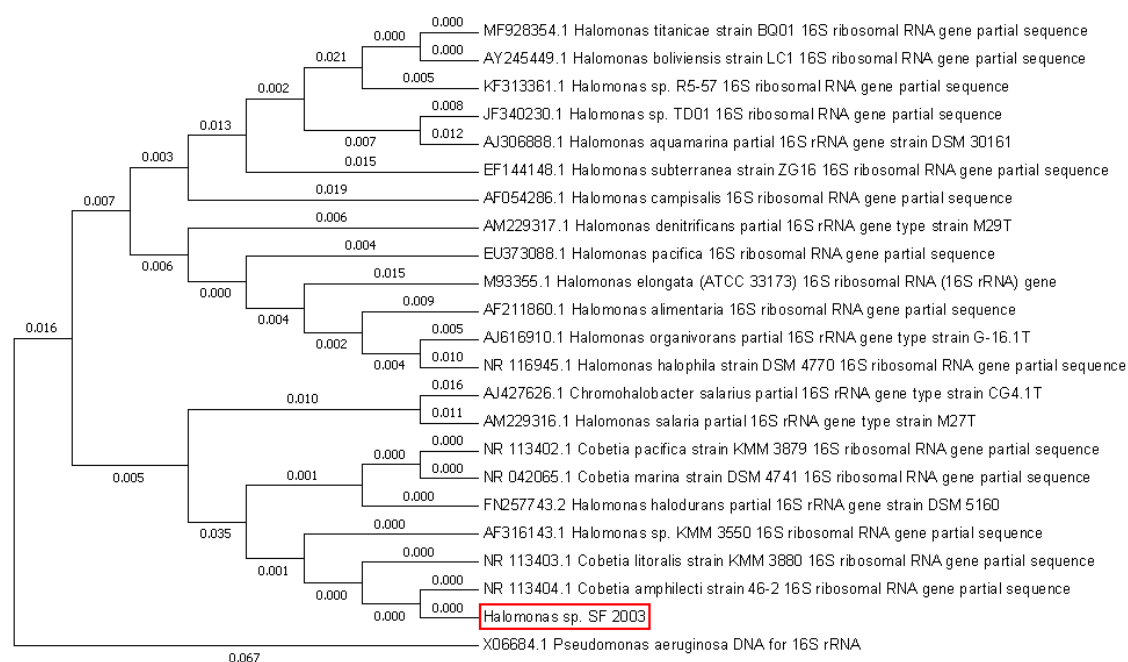 0.000
MF928354.1 Halomonas titanicae strain BQ01 16S ribosomal RNA gene partial sequence
0.000
0.000
AY245449.1 Halomonas boliviensis strain LC1 16S ribosomal RNA gene partial sequence
0.021
0.005
KF313361.1 Halomonas sp. R5-57 16S ribosomal RNA gene partial sequence
0.002
0.008
JF340230.1 Halomonas sp. TD01 16S ribosomal RNA gene partial sequence
0.013
0.007
0.012
AJ306888.1 Halomonas aquamarina partial 16S rRNA gene strain DSM 30161
0.003
0.015
EF144148.1 Halomonas subterranea strain ZG16 16S ribosomal RNA gene partial sequence
0.019
AF054286.1 Halomonas campisalis 16S ribosomal RNA gene partial sequence
0.007
0.006
AM229317.1 Halomonas denitrificans partial 16S rRNA gene type strain M29T
0.004
EU373088.1 Halomonas pacifica 16S ribosomal RNA gene partial sequence
0.006
0.015
M93355.1 Halomonas elongata (ATCC 33173) 16S ribosomal RNA (16S rRNA) gene
0.000
0.009
AF211860.1 Halomonas alimentaria 16S ribosomal RNA gene partial sequence
0.004
0.016
0.005
AJ616910.1 Halomonas organivorans partial 16S rRNA gene type strain G-16.1T
0.002
0.004
0.010
NR 116945.1 Halomonas halophila strain DSM 4770 16S ribosomal RNA gene partial sequence
0.016
AJ427626.1 Chromohalobacter salarius partial 16S rRNA gene type strain CG4.1T
0.010
0.011
AM229316.1 Halomonas salaria partial 16S rRNA gene type strain M27T
0.000
NR 113402.1 Cobetia pacifica strain KMM 3879 16S ribosomal RNA gene partial sequence
0.000
0.005
0.001
0.000
NR 042065.1 Cobetia marina strain DSM 4741 16S ribosomal RNA gene partial sequence
0.000
FN257743.2 Halomonas halodurans partial 16S rRNA gene strain DSM 5160
0.035
0.000
AF316143.1 Halomonas sp. KMM 3550 16S ribosomal RNA gene partial sequence
0.000
NR 113403.1 Cobetia litoralis strain KMM 3880 16S ribosomal RNA gene partial sequence
0.001
0.000
NR 113404.1 Cobetia amphilecti strain 46-2 16S ribosomal RNA gene partial sequence
0.000
0.000
0.000
Halomonas sp. SF 2003
X06684.1 Pseudomonas aeruginosa DNA for 16S rRNA
0.067